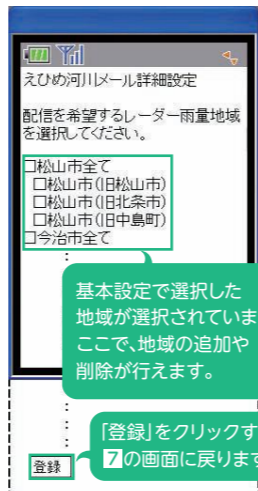 えひめ河川メール詳細設定
配信を希望するレーダー雨量地域
を選択してください。
□松山市全て
□松山市(旧松山市)
□松山市(旧北条市)
□松山市(旧中島町)
□今治市全て
:
基本設定で選択した
地域が選択されていま
ここで、地域の追加や
削除が行えます。
:
:
:
「登録」をクリックす
7の画面に戻ります
登録